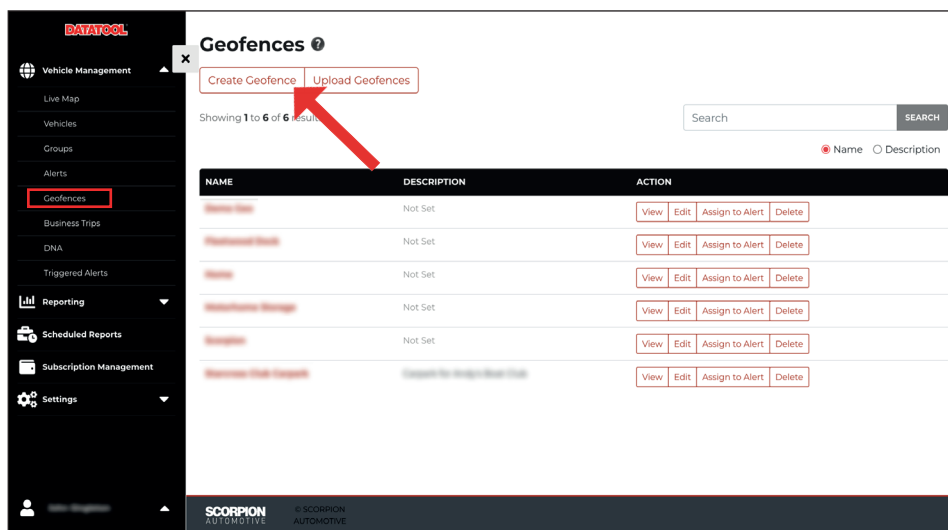 DATATOOL
Vehicle Management
Live Map
Vehicles
Groups
Alerts
Geofences
Business Trips
DNA
Triggered Alerts
Reporting
Scheduled Reports
Subscription Management
Settings
×
Geofences ?
Create Geofence Upload Geofences
Showing 1 to 6 of 6
Search SEARCH
Name Description
NAME DESCRIPTION ACTION
Not Set View Edit Assign to Alert Delete
Not Set View Edit Assign to Alert Delete
Not Set View Edit Assign to Alert Delete
Not Set View Edit Assign to Alert Delete
Not Set View Edit Assign to Alert Delete
View Edit Assign to Alert Delete
SCORPION
AUTOMOTIVE
© SCORPION
AUTOMOTIVE